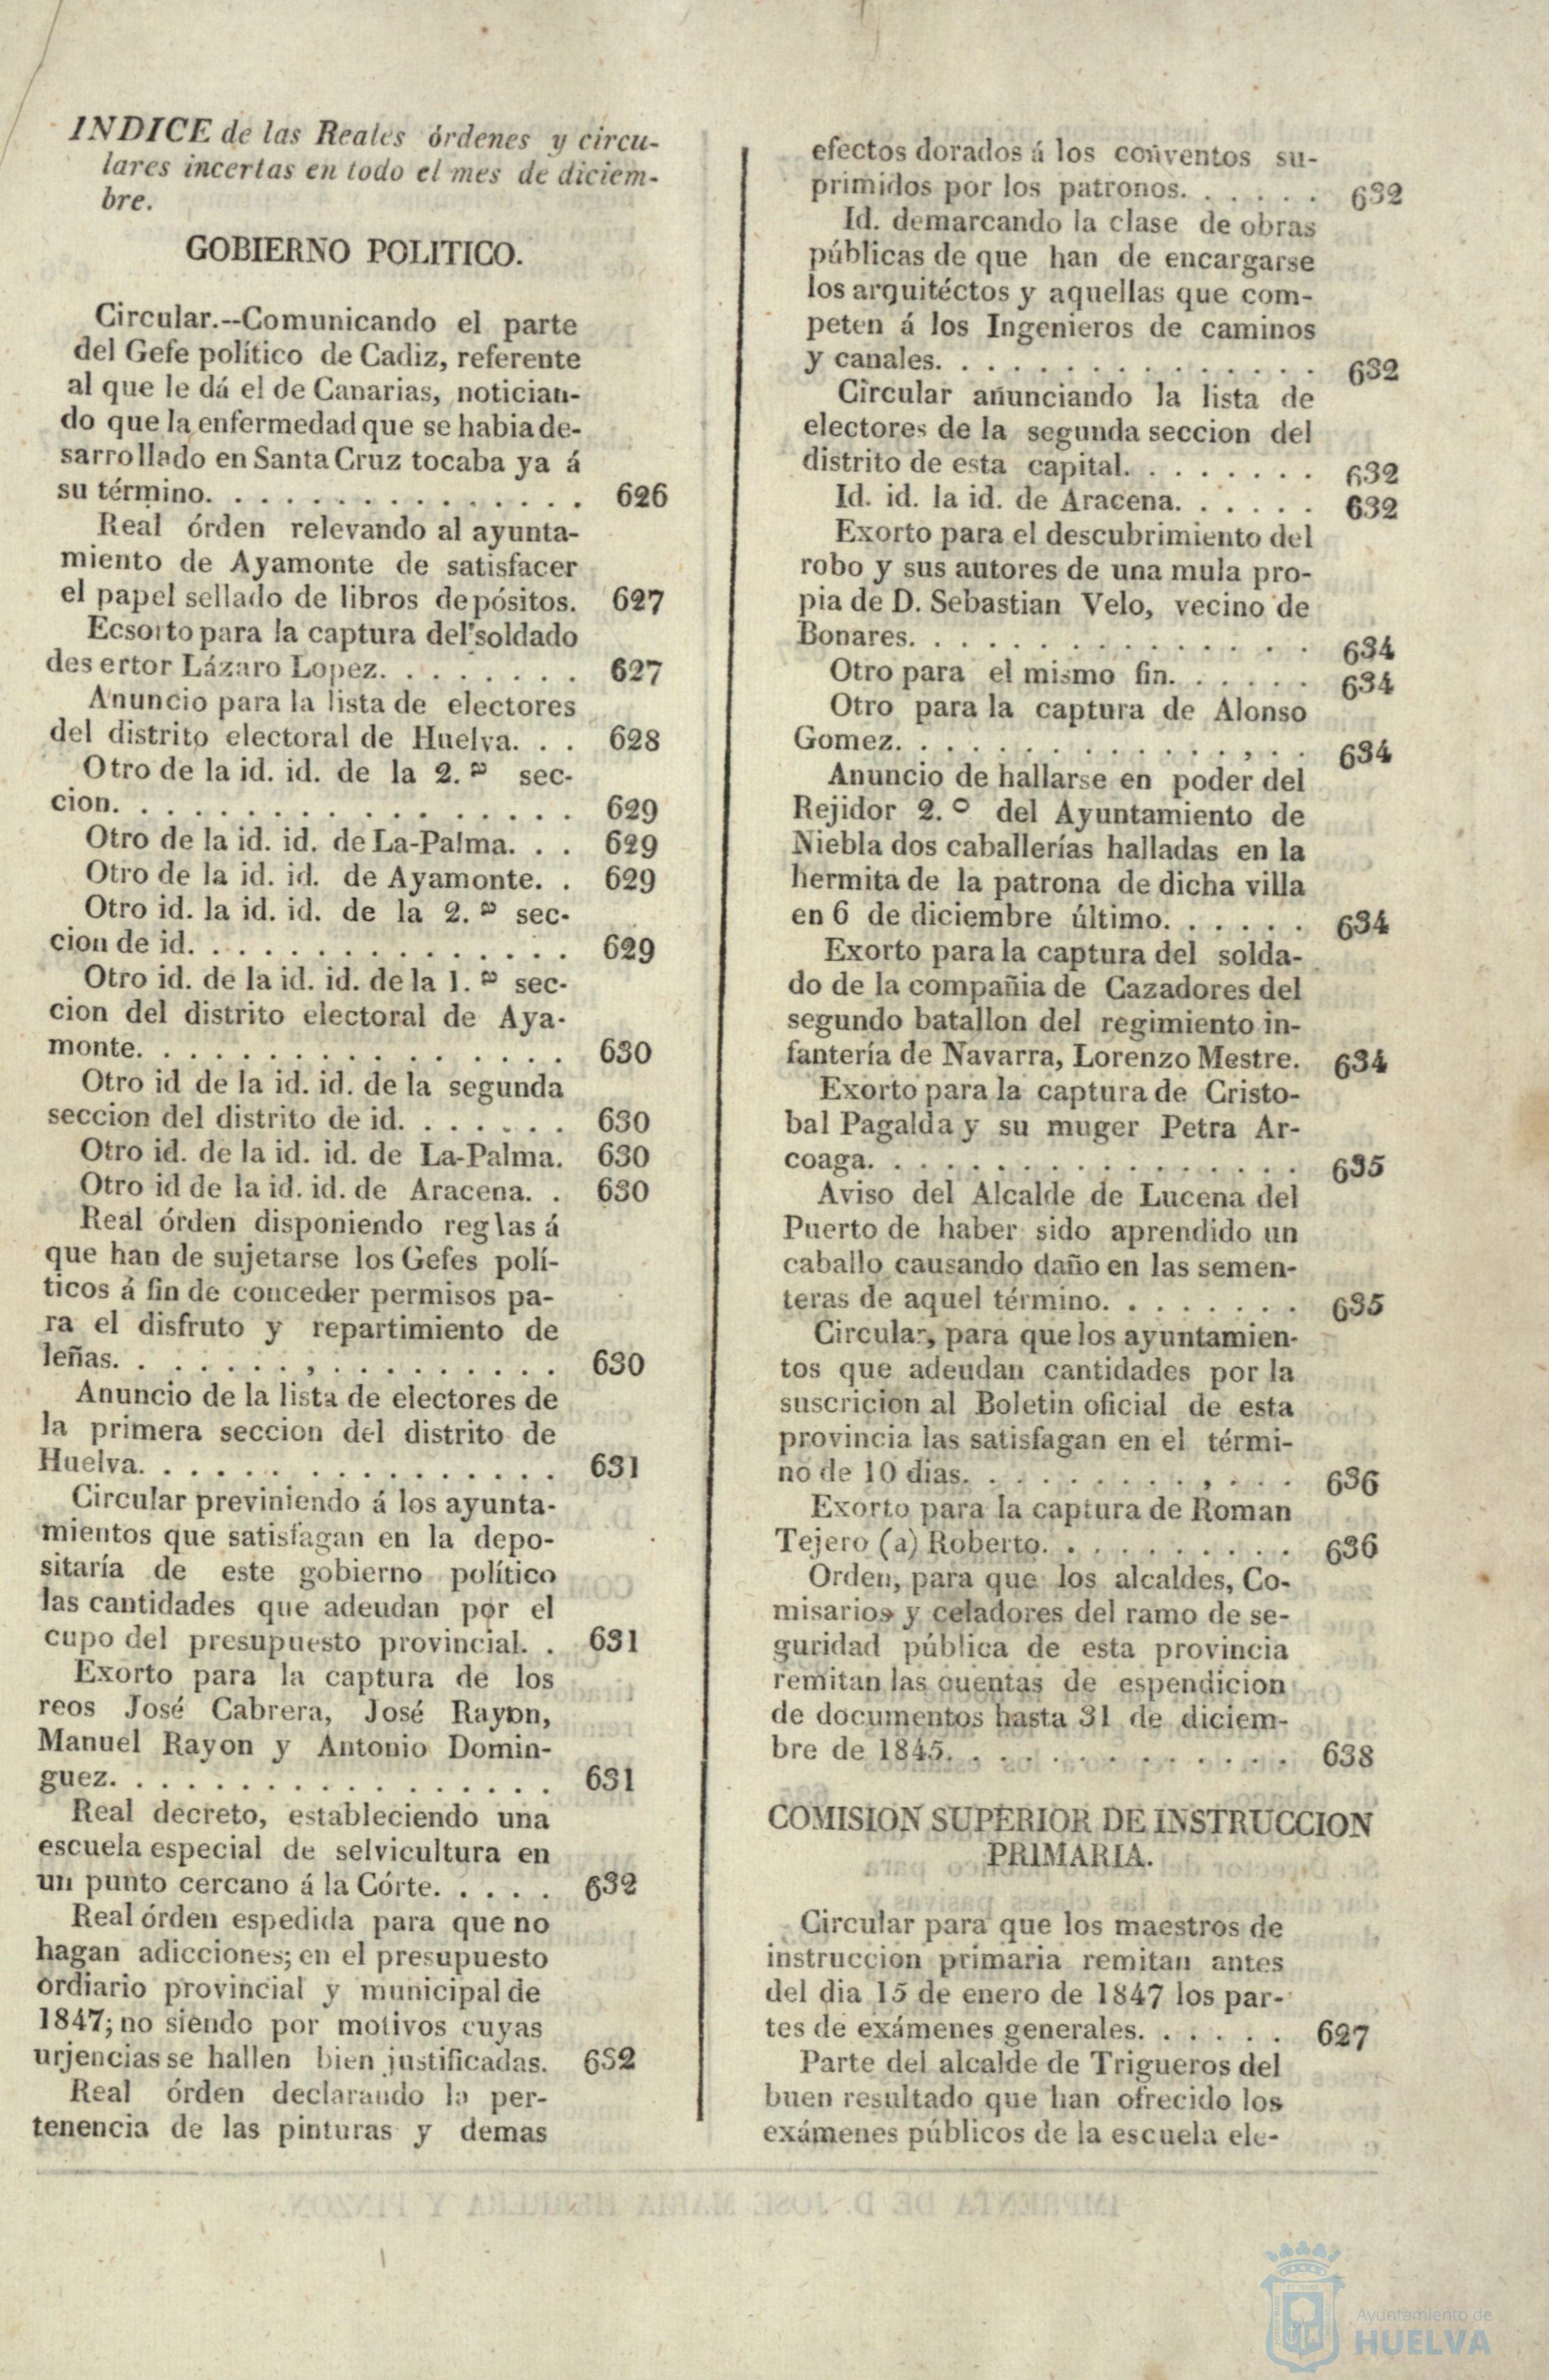 INDICE de las Reales órdenes y circu-
lares incertas en todo el mes de diciem-
bre.
GOBIERNO POLITICO.
Circular.--Comunicando el parte
del Gefe político de Cadiz, referente
al que le dá el de Canarias, notician-
do que la enfermedad que se habia de-
sarrollado en Santa Cruz tocaba ya á
su término. . . . . . . . . . . . . . . 626
Real órden relevando al ayunta-
miento de Ayamonte de satisfacer
el papel sellado de libros depósitos. 627
Ecsorto para la captura del soldado
des ertor Lázaro Lopez. . . . . . . . 627
Anuncio para la lista de electores
del distrito electoral de Huelva. . . 628
Otro de la id. id. de la 2.ª sec-
cion. . . . . . . . . . . . . . . . . . 629
Otro de la id. id. de La-Palma. . . 629
Otro de la id. id. de Ayamonte. . 629
Otro id. la id. id. de la 2.ª sec-
cion de id. . . . . . . . . . . . . . . 629
Otro id. de la id. id. de la 1.ª sec-
cion del distrito electoral de Aya-
monte. . . . . . . . . . . . . . . . . 630
Otro id de la id. id. de la segunda
seccion del distrito de id. . . . . . . 630
Otro id. de la id. id. de La-Palma. 630
Otro id de la id. id. de Aracena. . 630
Real órden disponiendo reglas á
que han de sujetarse los Gefes polí-
ticos á fin de conceder permisos pa-
ra el disfruto y repartimiento de
leñas. . . . . . . , . . . . . . . . . 630
Anuncio de la lista de electores de
la primera seccion del distrito de
Huelva. . . . . . . . . . . . . . . . . 631
Circular previniendo á los ayunta-
mientos que satisfagan en la depo-
sitaría de este gobierno político
las cantidades que adeudan por el
cupo del presupuesto provincial. . 631
Exorto para la captura de los
reos José Cabrera, José Rayon,
Manuel Rayon y Antonio Domin-
guez. . . . . . . . . . . . . . . . . . 631
Real decreto, estableciendo una
escuela especial de selvicultura en
un punto cercano á la Córte. . . . . 632
Real órden espedida para que no
hagan adicciones; en el presupuesto
ordiario provincial y municipal de
1847; no siendo por motivos cuyas
urjencias se hallen bien justificadas. 632
Real órden declarando la per-
tenencia de las pinturas y demas
efectos dorados á los conventos su-
primidos por los patronos. . . . . . 632
Id. demarcando la clase de obras
públicas de que han de encargarse
los arquitéctos y aquellas que com-
peten á los Ingenieros de caminos
y canales. . . . . . . . . . . . . . . 632
Circular anunciando la lista de
electores de la segunda seccion del
distrito de esta capital. . . . . . . . 632
Id. id. la id. de Aracena. . . . . . 632
Exorto para el descubrimiento del
robo y sus autores de una mula pro-
pia de D. Sebastian Velo, vecino de
Bonares. . . . . . . . . . . . . . . . 634
Otro para el mismo fin. . . . . . 634
Otro para la captura de Alonso
Gomez. . . . . . . . . . . . . . , . . 634
Anuncio de hallarse en poder del
Rejidor 2.º del Ayuntamiento de
Niebla dos caballerías halladas en la
hermita de la patrona de dicha villa
en 6 de diciembre último. . . . . . 634
Exorto para la captura del solda-
do de la compañia de Cazadores del
segundo batallon del regimiento in-
fantería de Navarra, Lorenzo Mestre. 634
Exorto para la captura de Cristo-
bal Pagalda y su muger Petra Ar-
coaga. . . . . . . . . . . . . . . . . 635
Aviso del Alcalde de Lucena del
Puerto de haber sido aprendido un
caballo causando daño en las semen-
teras de aquel término. . . . . . . . 635
Circular, para que los ayuntamien-
tos que adeudan cantidades por la
suscricion al Boletin oficial de esta
provincia las satisfagan en el térmi-
no de 10 dias. . . . . . . . . , . . . 636
Exorto para la captura de Roman
Tejero (a) Roberto. . . . . . . . . . 636
Orden, para que los alcaldes, Co-
misarios y celadores del ramo de se-
guridad pública de esta provincia
remitan las cuentas de espendicion
de documentos hasta 31 de diciem-
bre de 1845. . . . . . . . . . . . . . 638
COMISION SUPERIOR DE INSTRUCCION
PRIMARIA.
Circular para que los maestros de
instruccion primaria remitan antes
del dia 15 de enero de 1847 los par-
tes de exámenes generales. . . . . . 627
Parte del alcalde de Trigueros del
buen resultado que han ofrecido los
exámenes públicos de la escuela ele-
Ayuntamiento de
HUELVA